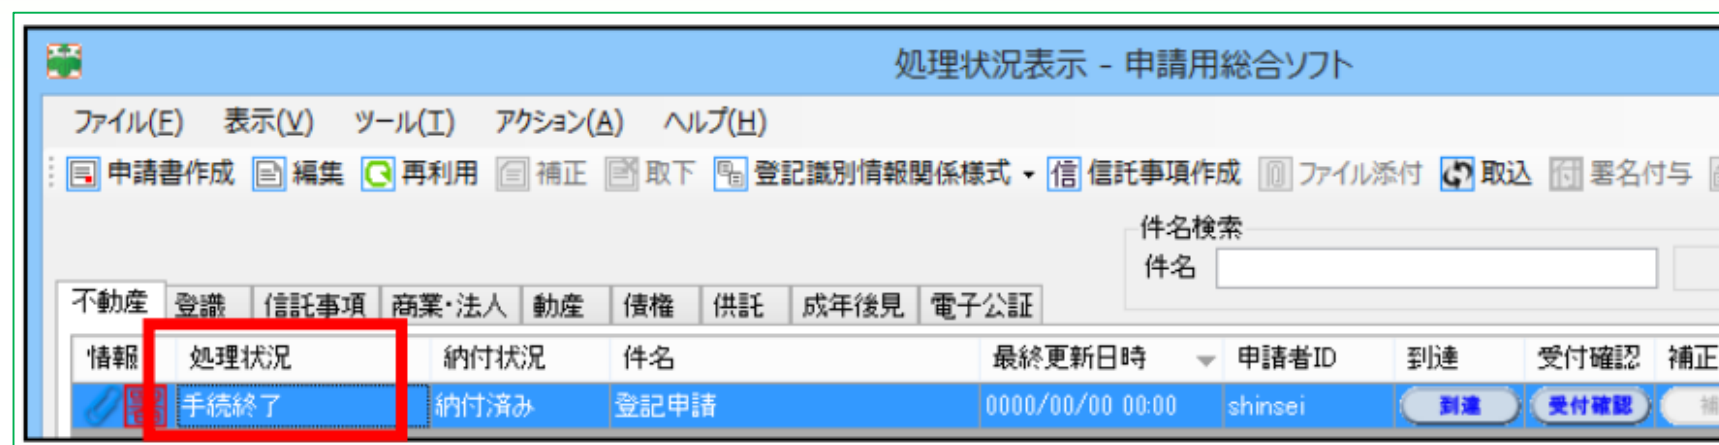 処理状況表示 - 申請用総合ソフト
ファイル(F) 表示(V) ツール(T) アクション(A) ヘルプ(H)
申請書作成 編集 再利用 補正 取下 登記識別情報関係様式 信 信託事項作成 ファイル添付 取込 付 署名付与
件名検索
件名
不動産 登識 信託事項 商業・法人 動産 債権 供託 成年後見 電子公証
情報 処理状況 納付状況 件名 最終更新日時 申請者ID 到達 受付確認 補正
手続終了 納付済み 登記申請 0000/00/00 00:00 shinsei 到達 受付確認 補